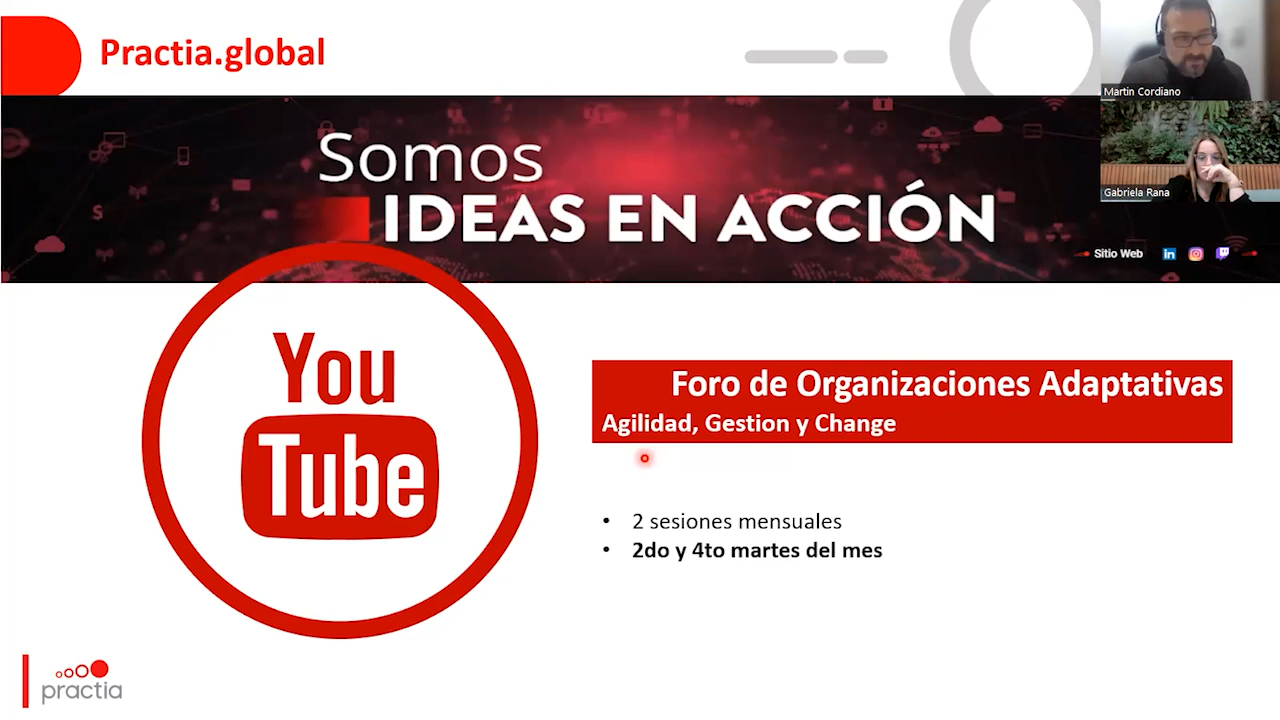 Practia.global
Martin Cordiano
Gabriela Rana
Somos
IDEAS EN ACCIÓN
Sitio Web
You
Tube
Foro de Organizaciones Adaptativas
Agilidad, Gestion y Change
• 2 sesiones mensuales
• 2do y 4to martes del mes
practia